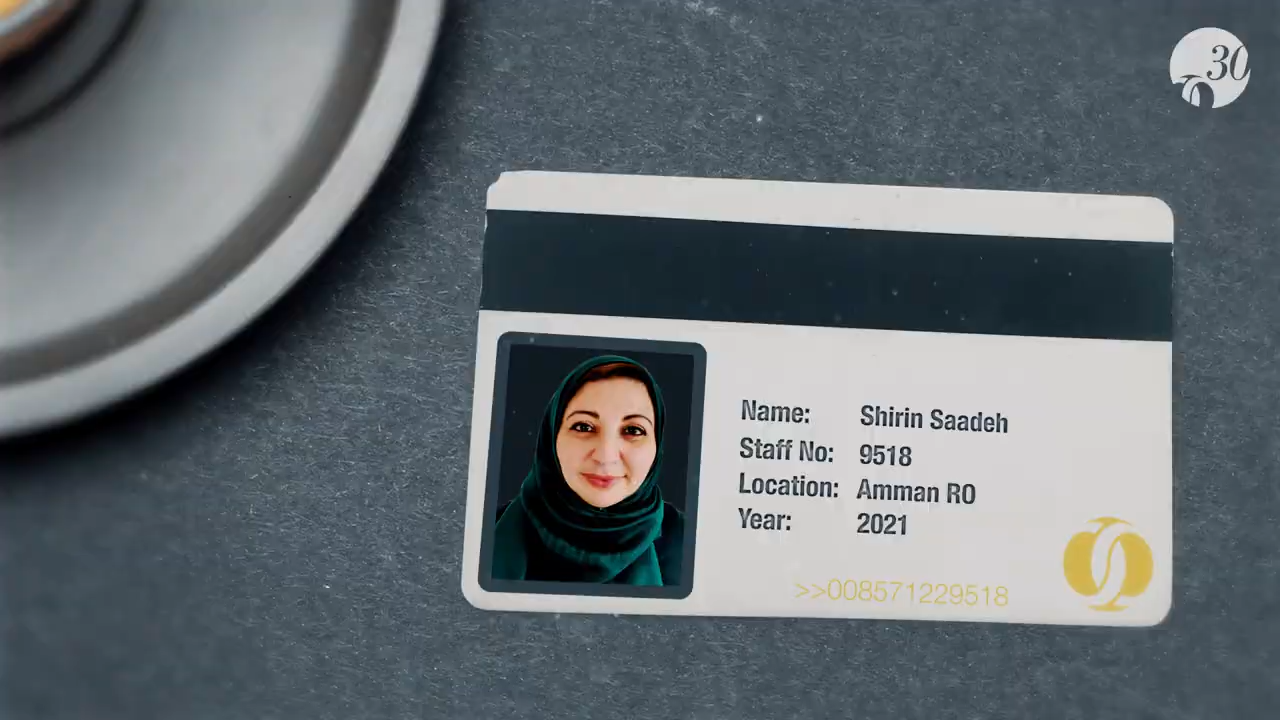 30
Name: Shirin Saadeh
Staff No: 9518
Location: Amman RO
Year: 2021
>>008571229518